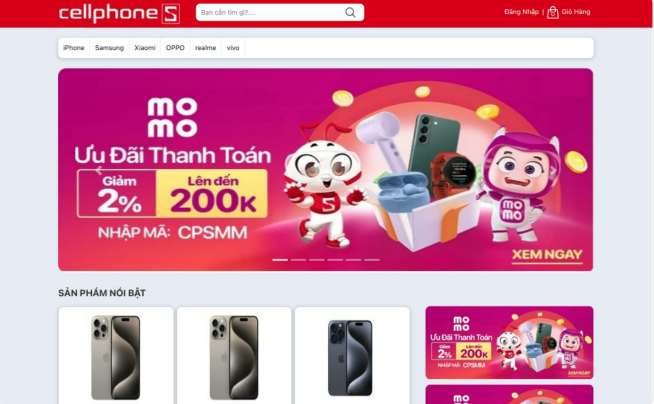 cellphoneS
Bạn cần tìm gì?...
Đăng Nhập | Giỏ Hàng
iPhone Samsung Xiaomi OPPO realme vivo
mo
mo
Ưu Đãi Thanh Toán
Giảm 2% Lên đến 200K
NHẬP MÃ: CPSMM
S
mo
mo
XEM NGAY
SẢN PHẨM NỔI BẬT
mo
mo
Ưu Đãi Thanh Toán
Giảm 2% Lên đến 200K
NHẬP MÃ: CPSMM
XEM NGAY
mo